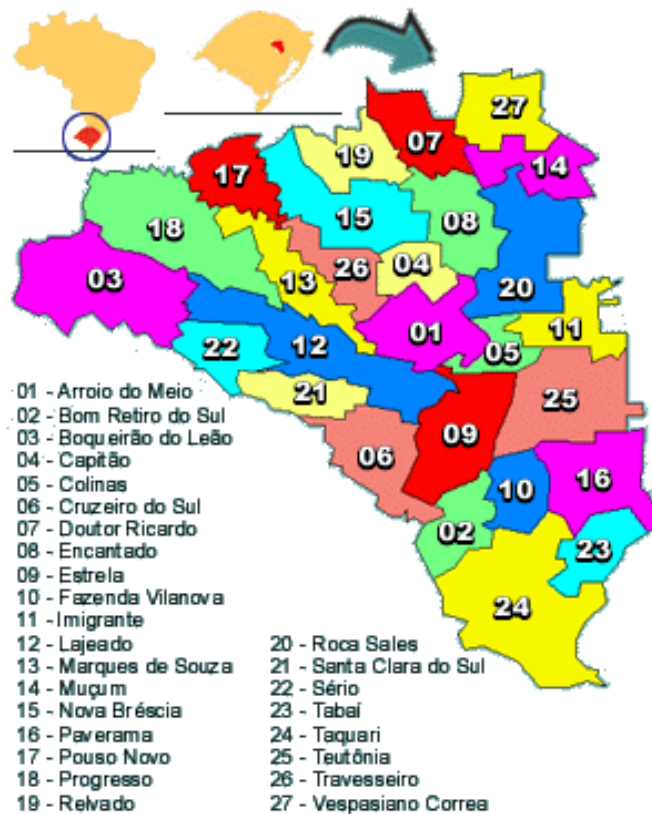 27
07
14
19
17
15
08
18
26
04
03
13
20
01
11
12
05
22
21
25
09
06
16
10
02
23
24
01 - Arroio do Meio
02 - Bom Retiro do Sul
03 - Boqueirão do Leão
04 - Capitão
05 - Colinas
06 - Cruzeiro do Sul
07 - Doutor Ricardo
08 - Encantado
09 - Estrela
10 - Fazenda Vilanova
11 - Imigrante
12 - Lajeado
13 - Marques de Souza
14 - Muçum
15 - Nova Bréscia
16 - Paverama
17 - Pouso Novo
18 - Progresso
19 - Relvado
20 - Roca Sales
21 - Santa Clara do Sul
22 - Sério
23 - Tabaí
24 - Taquari
25 - Teutônia
26 - Travesseiro
27 - Vespasiano Correa